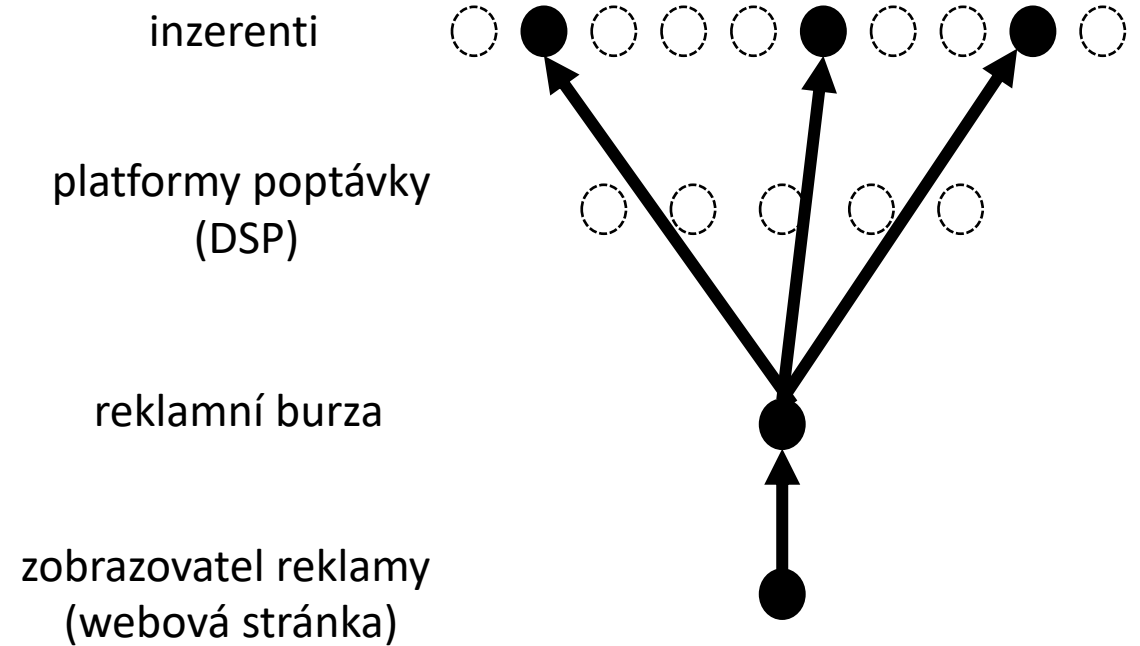 inzerenti
platformy poptávky
(DSP)
reklamní burza
zobrazovatel reklamy
(webová stránka)